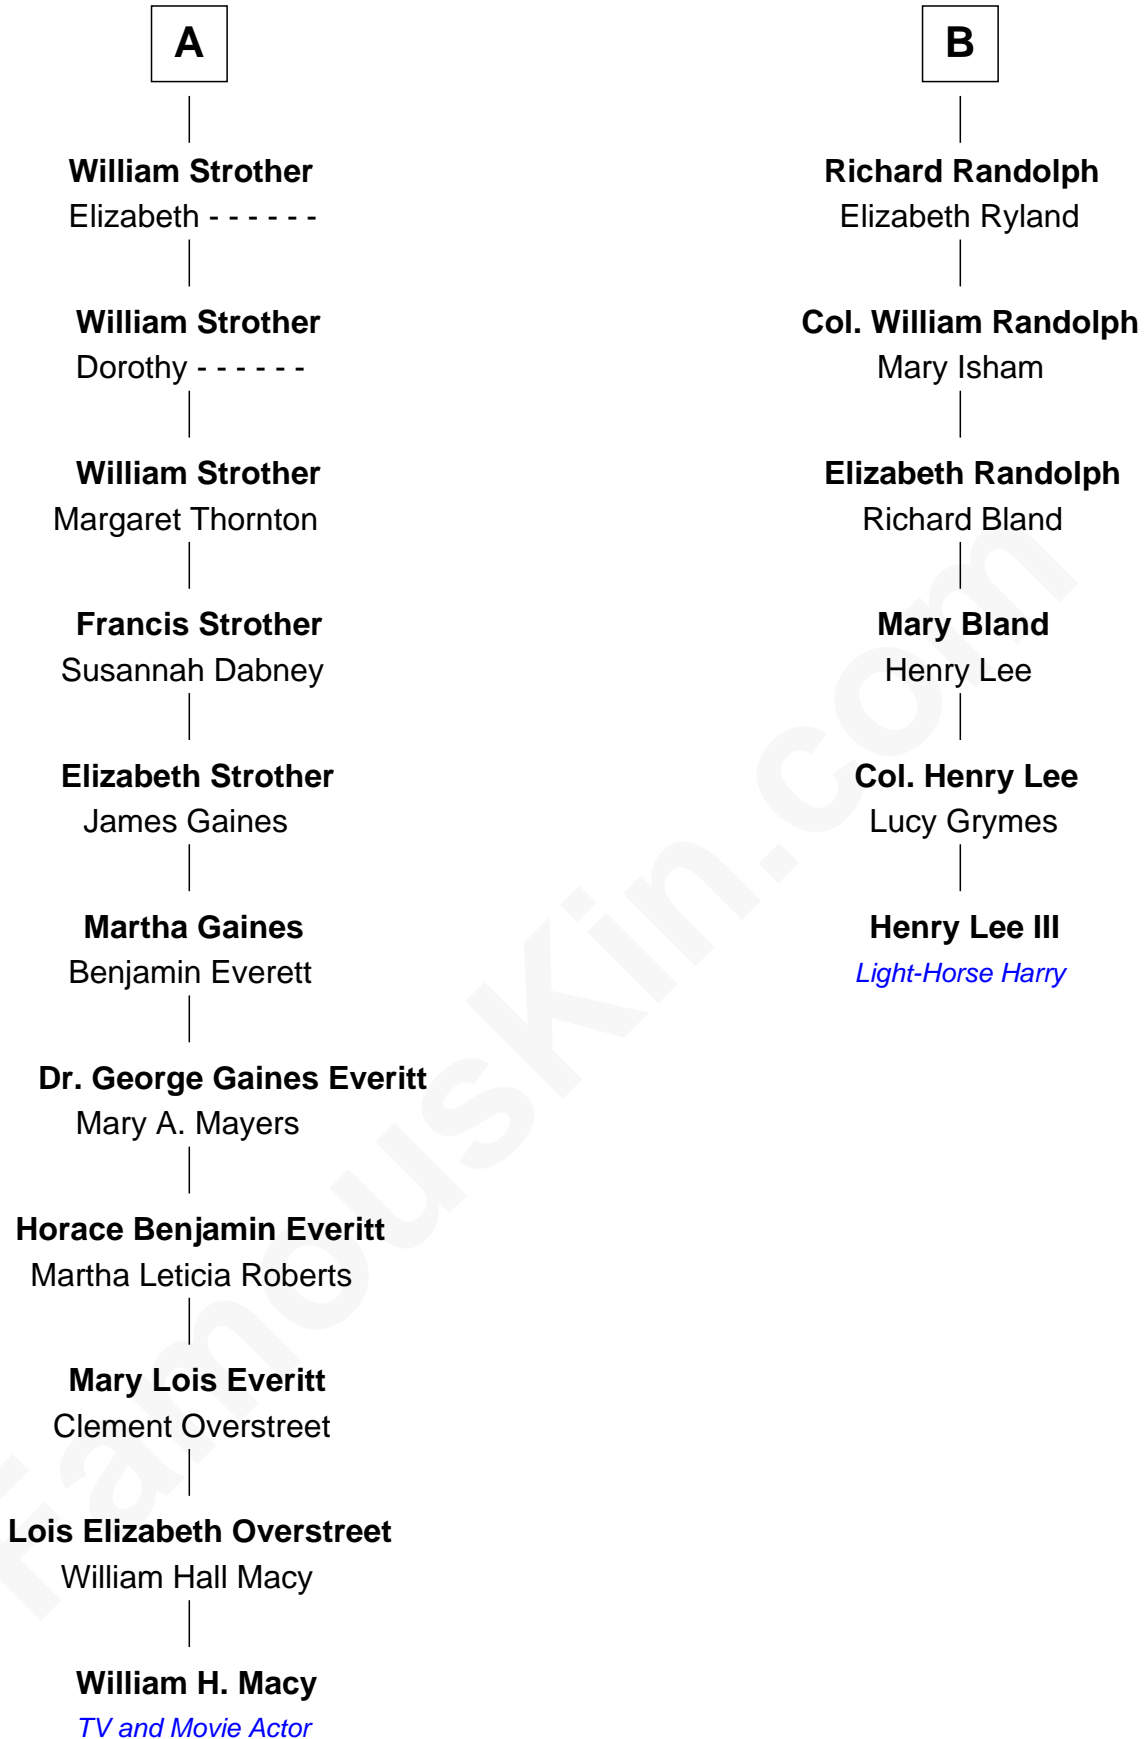 A
William Strother
Elizabeth - - - - - -
William Strother
Dorothy - - - - - -
William Strother
Margaret Thornton
Francis Strother
Susannah Dabney
Elizabeth Strother
James Gaines
Martha Gaines
Benjamin Everett
Dr. George Gaines Everitt
Mary A. Mayers
Horace Benjamin Everitt
Martha Leticia Roberts
Mary Lois Everitt
Clement Overstreet
Lois Elizabeth Overstreet
William Hall Macy
William H. Macy
TV and Movie Actor
B
Richard Randolph
Elizabeth Ryland
Col. William Randolph
Mary Isham
Elizabeth Randolph
Richard Bland
Mary Bland
Henry Lee
Col. Henry Lee
Lucy Grymes
Henry Lee III
Light-Horse Harry
FamousKin.com